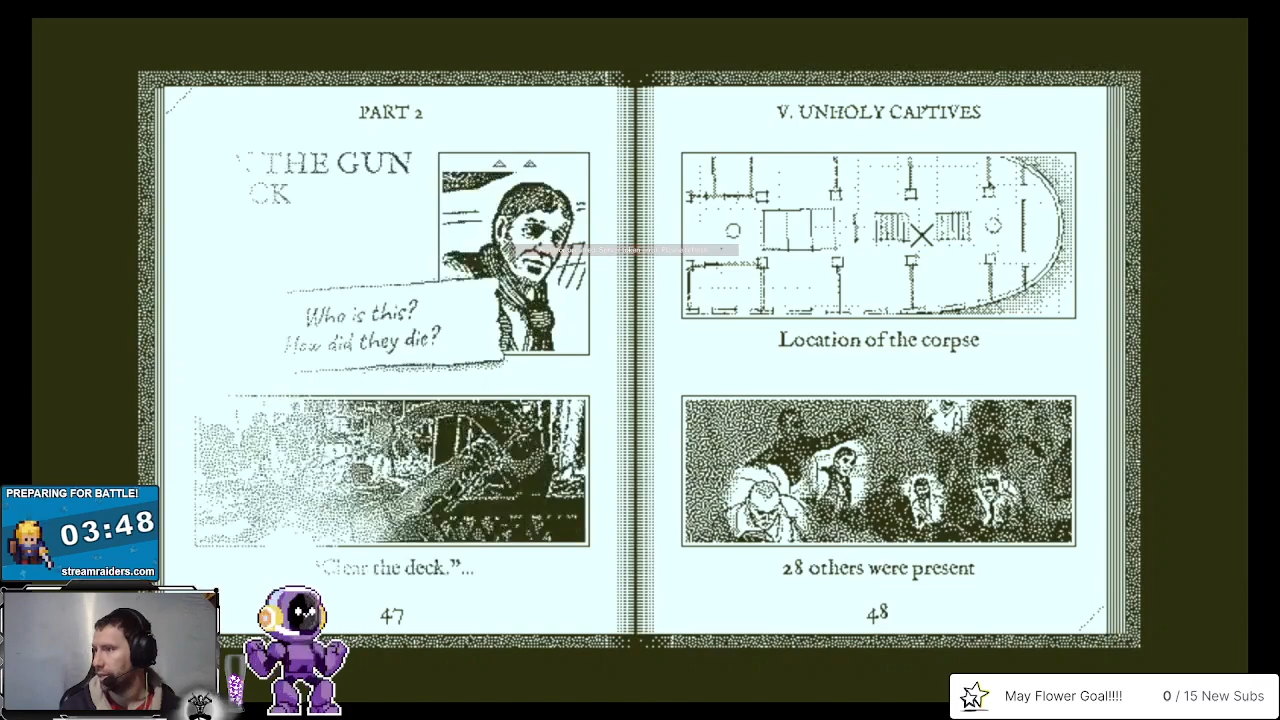 PART 2
THE GUN
CK
Who is this?
How did they die?
"Clear the deck."...
47
V. UNHOLY CAPTIVES
Location of the corpse
28 others were present
48
PREPARING FOR BATTLE!
03:48
streamraiders.com
May Flower Goal!!!! 0 / 15 New Subs